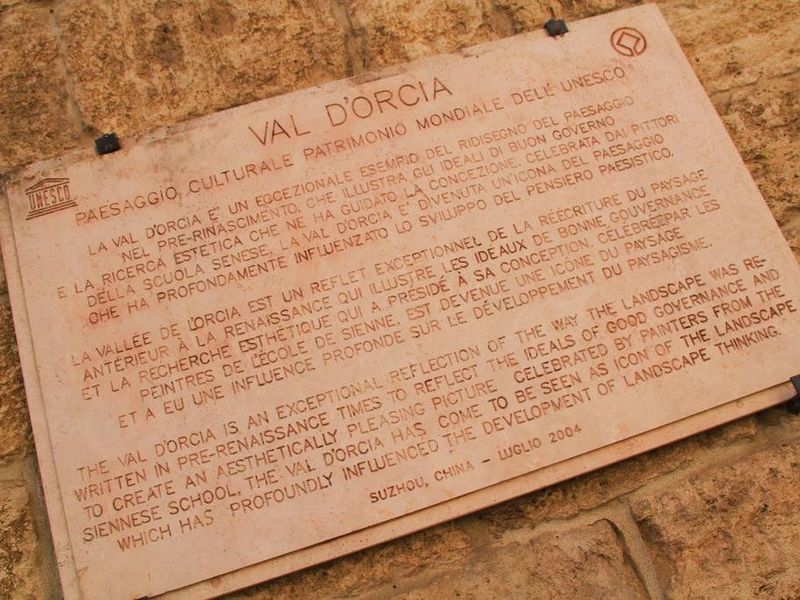 VAL D'ORCIA
PAESAGGIO CULTURALE PATRIMONIO MONDIALE DELL'UNESCO
UNESCO
LA VAL D'ORCIA E' UN ECCEZIONALE ESEMPIO DEL RIDISEGNO DEL PAESAGGIO
NEL PRE-RINASCIMENTO, CHE ILLUSTRA GLI IDEALI DI BUON GOVERNO
E LA RICERCA ESTETICA CHE NE HA GUIDATO LA CONCEZIONE. CELEBRATA DAI PITTORI
DELLA SCUOLA SENESE, LA VAL D'ORCIA E' DIVENUTA UN'ICONA DEL PAESAGGIO
CHE HA PROFONDAMENTE INFLUENZATO LO SVILUPPO DEL PENSIERO PAESISTICO.
LA VALLÉE DE L'ORCIA EST UN REFLET EXCEPTIONNEL DE LA RÉÉCRITURE DU PAYSAGE
ANTÉRIEUR À LA RENAISSANCE QUI ILLUSTRE LES IDEAUX DE BONNE GOUVERNANCE
ET LA RECHERCHE ESTHÉTIQUE QUI A PRÉSIDÉ À SA CONCEPTION. CÉLÉBRÉE PAR LES
PEINTRES DE L'ÉCOLE DE SIENNE, EST DEVENUE UNE ICÔNE DU PAYSAGE
ET A EU UNE INFLUENCE PROFONDE SUR LE DÉVELOPPEMENT DU PAYSAGISME.
THE VAL D'ORCIA IS AN EXCEPTIONAL REFLECTION OF THE WAY THE LANDSCAPE WAS RE-
WRITTEN IN PRE-RENAISSANCE TIMES TO REFLECT THE IDEALS OF GOOD GOVERNANCE AND
TO CREATE AN AESTHETICALLY PLEASING PICTURE CELEBRATED BY PAINTERS FROM THE
SIENNESE SCHOOL, THE VAL D'ORCIA HAS COME TO BE SEEN AS ICON OF THE LANDSCAPE
WHICH HAS PROFOUNDLY INFLUENCED THE DEVELOPMENT OF LANDSCAPE THINKING.
SUZHOU, CHINA - LUGLIO 2004